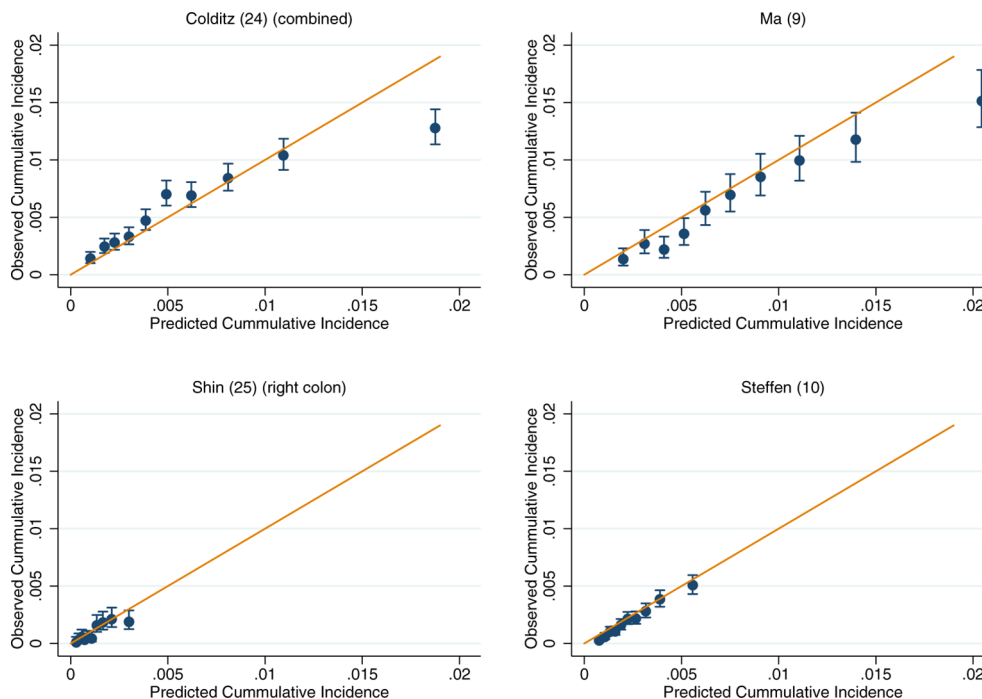 Colditz (24) (combined)
Observed Cummulative Incidence
.02
.015
.01
.005
0
0 .005 .01 .015 .02
Predicted Cummulative Incidence
Ma (9)
Observed Cummulative Incidence
.02
.015
.01
.005
0
0 .005 .01 .015 .02
Predicted Cummulative Incidence
Shin (25) (right colon)
Observed Cummulative Incidence
.02
.015
.01
.005
0
0 .005 .01 .015 .02
Predicted Cummulative Incidence
Steffen (10)
Observed Cummulative Incidence
.02
.015
.01
.005
0
0 .005 .01 .015 .02
Predicted Cummulative Incidence